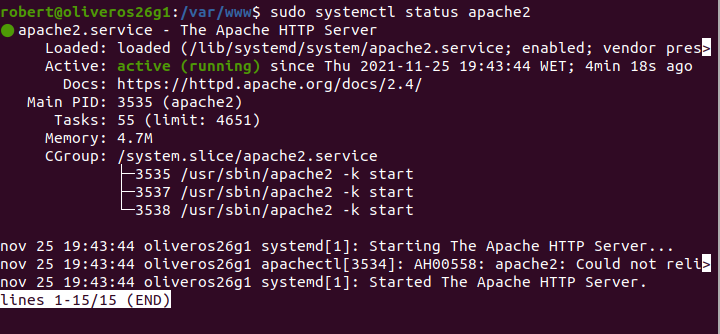 robert@oliveros26g1:/var/www$ sudo systemctl status apache2
● apache2.service - The Apache HTTP Server
     Loaded: loaded (/lib/systemd/system/apache2.service; enabled; vendor pres>
     Active: active (running) since Thu 2021-11-25 19:43:44 WET; 4min 18s ago
       Docs: https://httpd.apache.org/docs/2.4/
   Main PID: 3535 (apache2)
      Tasks: 55 (limit: 4651)
     Memory: 4.7M
     CGroup: /system.slice/apache2.service
             ├─3535 /usr/sbin/apache2 -k start
             ├─3537 /usr/sbin/apache2 -k start
             └─3538 /usr/sbin/apache2 -k start
nov 25 19:43:44 oliveros26g1 systemd[1]: Starting The Apache HTTP Server...
nov 25 19:43:44 oliveros26g1 apachectl[3534]: AH00558: apache2: Could not reli>
nov 25 19:43:44 oliveros26g1 systemd[1]: Started The Apache HTTP Server.
lines 1-15/15 (END)